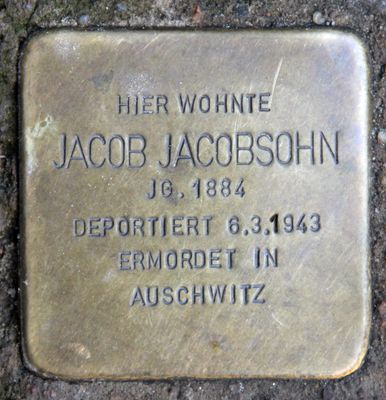 HIER WOHNTE
JACOB JACOBSOHN
JG. 1884
DEPORTIERT 6.3.1943
ERMORDET IN
AUSCHWITZ